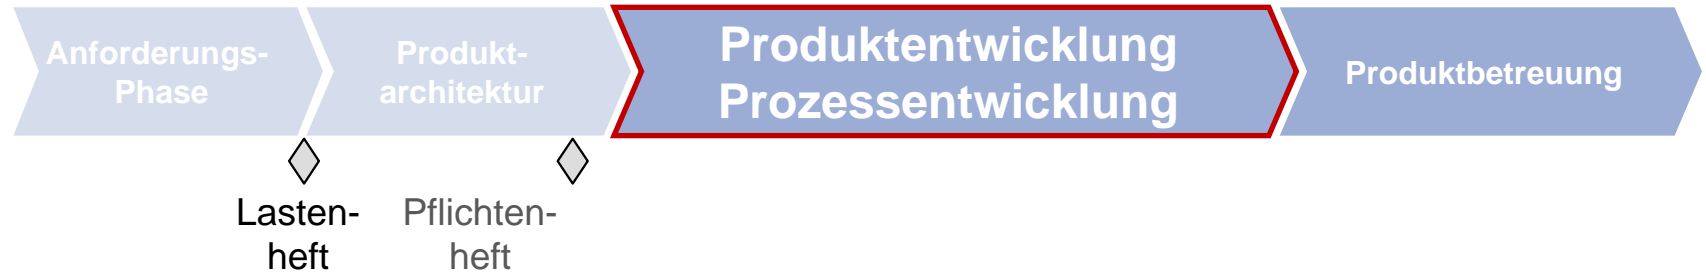 Anforderungs-
Phase
Produkt-
architektur
Produktentwicklung
Prozessentwicklung
Produktbetreuung
Lasten-
heft
Pflichten-
heft